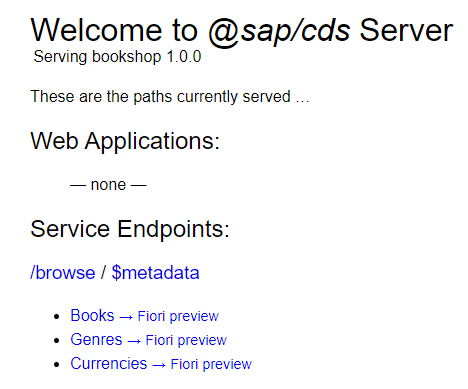 Welcome to @sap/cds Server
Serving bookshop 1.0.0
These are the paths currently served …
Web Applications:
— none —
Service Endpoints:
/browse / $metadata
• Books → Fiori preview
• Genres → Fiori preview
• Currencies → Fiori preview